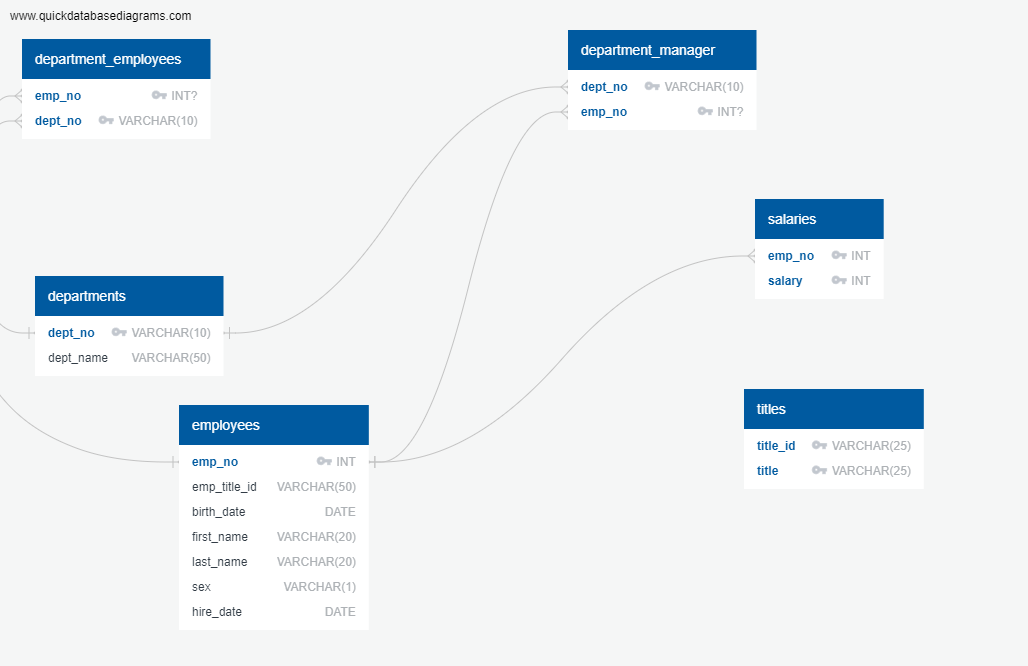 www.quickdatabasediagrams.com
department_employees
emp_no INT?
dept_no VARCHAR(10)
department_manager
dept_no VARCHAR(10)
emp_no INT?
salaries
emp_no INT
salary INT
departments
dept_no VARCHAR(10)
dept_name VARCHAR(50)
employees
emp_no INT
emp_title_id VARCHAR(50)
birth_date DATE
first_name VARCHAR(20)
last_name VARCHAR(20)
sex VARCHAR(1)
hire_date DATE
titles
title_id VARCHAR(25)
title VARCHAR(25)